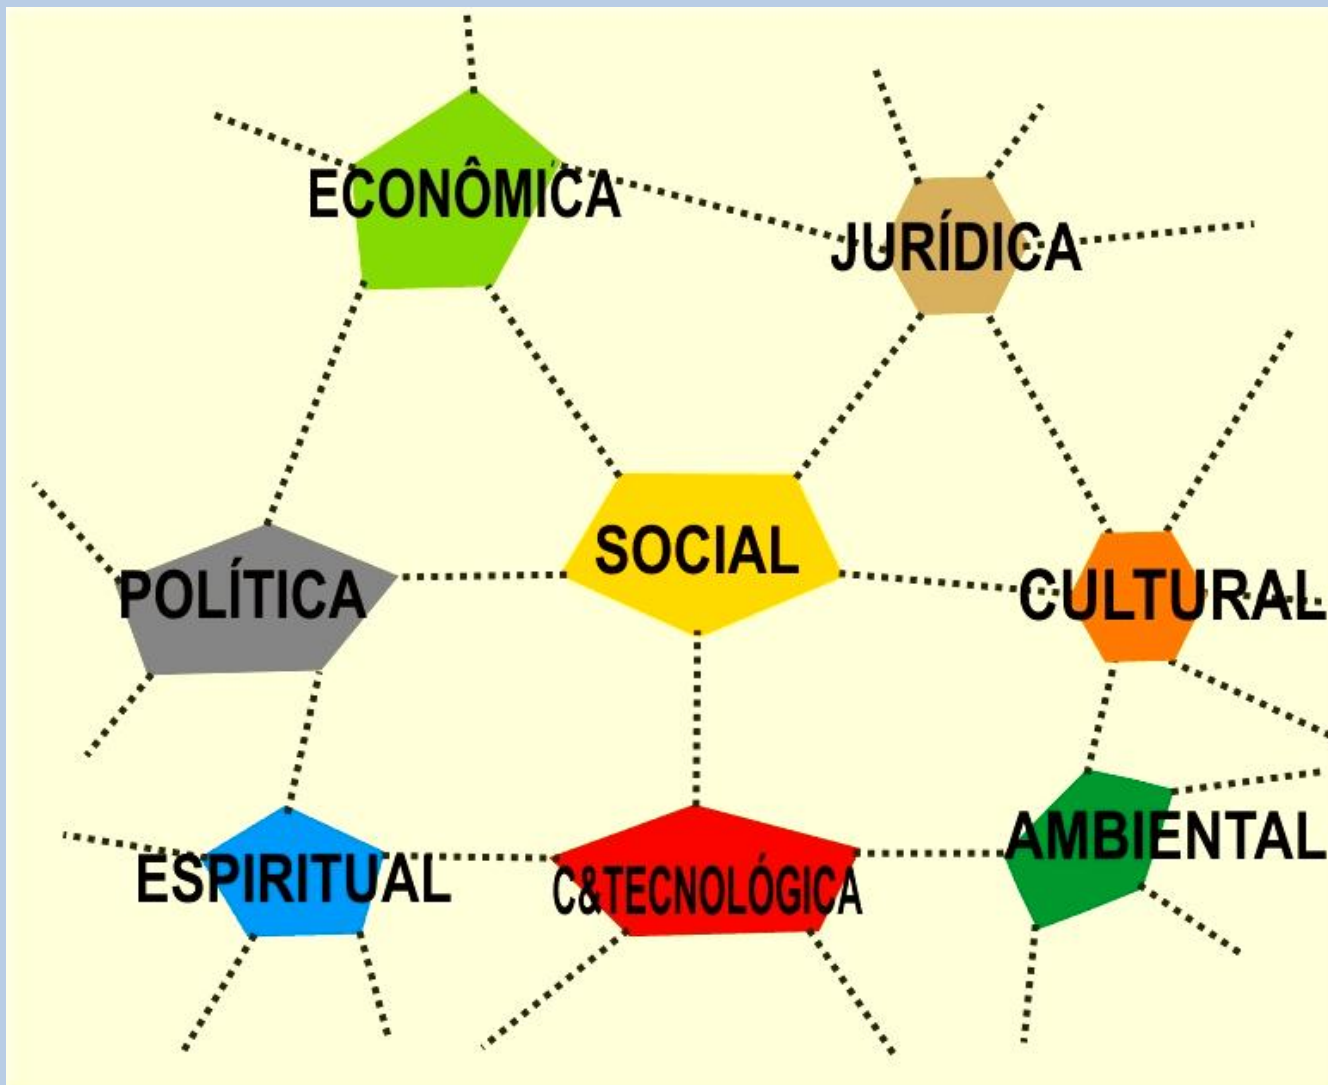 ECONÔMICA
JURÍDICA
SOCIAL
POLÍTICA
CULTURAL
AMBIENTAL
ESPIRITUAL
C&TECNOLÓGICA